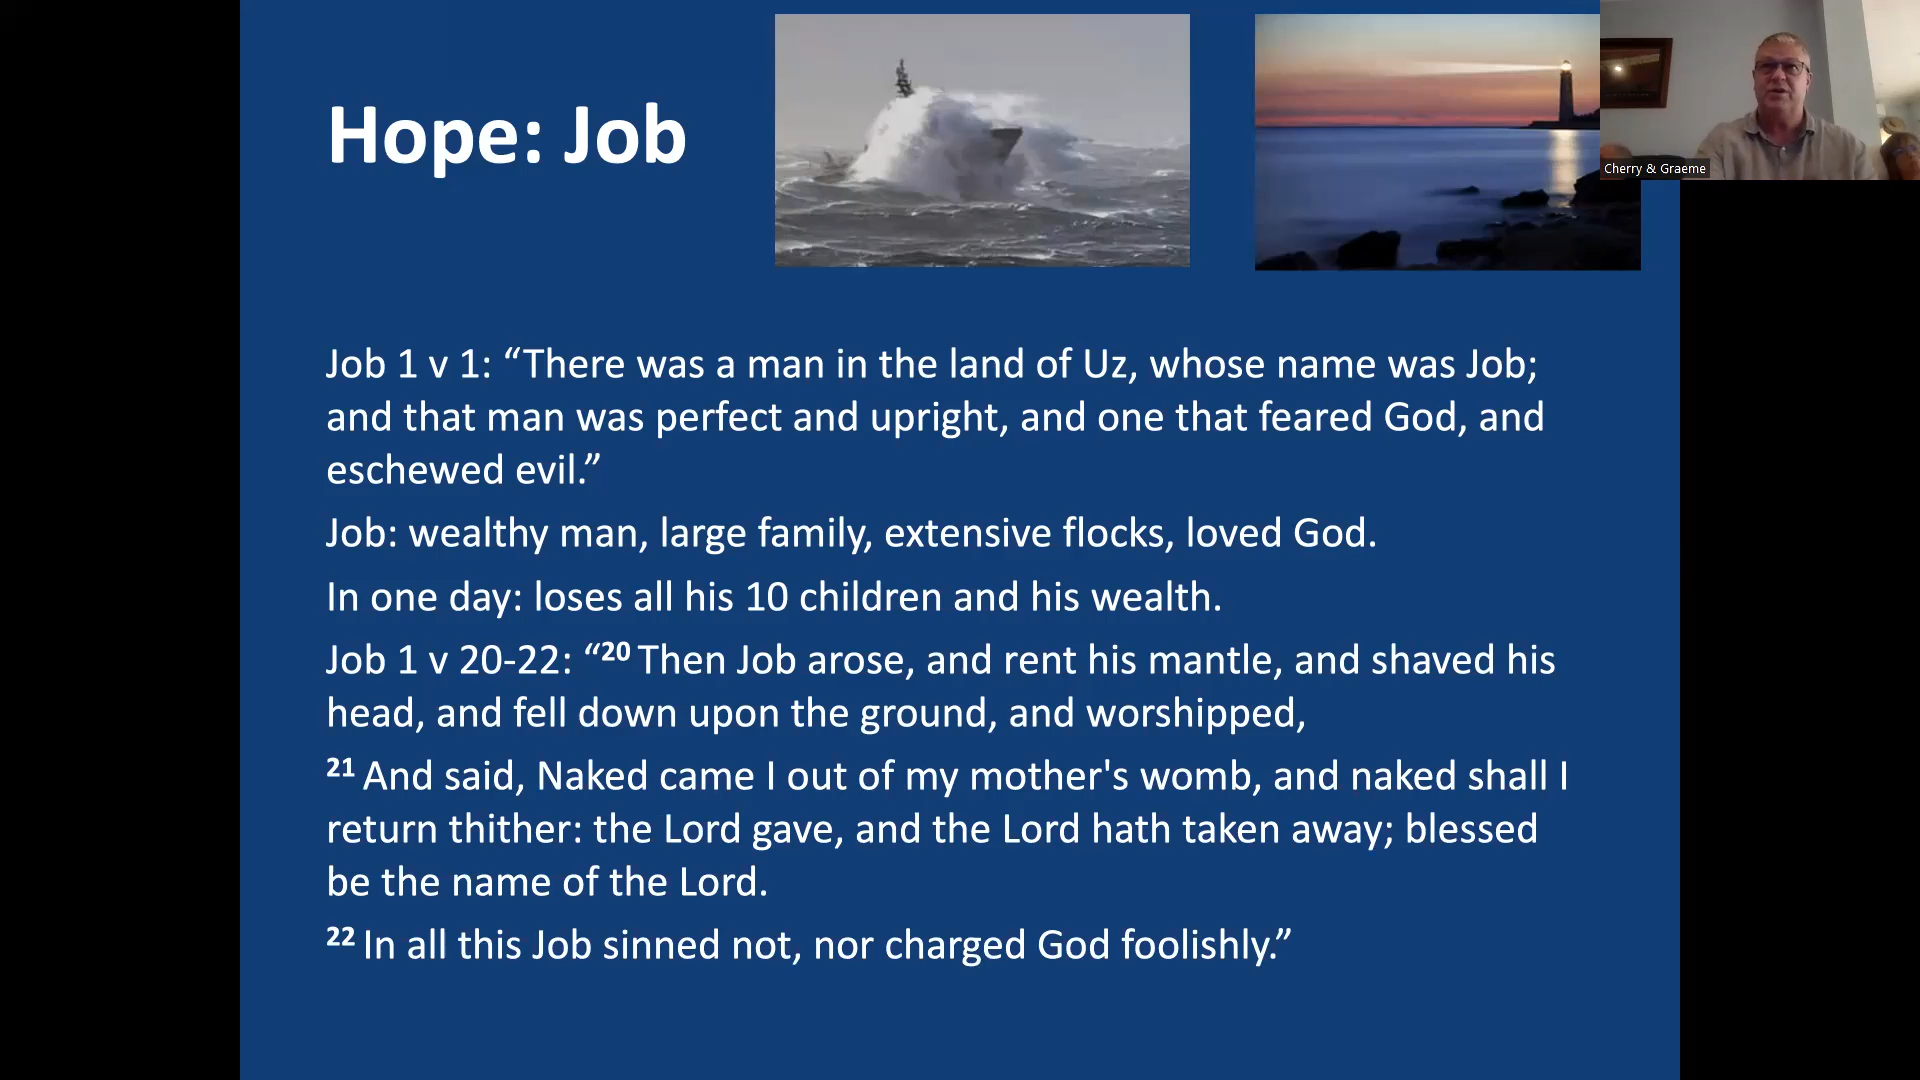 Hope: Job
Cherry & Graeme
Job 1 v 1: “There was a man in the land of Uz, whose name was Job;
and that man was perfect and upright, and one that feared God, and
eschewed evil.”
Job: wealthy man, large family, extensive flocks, loved God.
In one day: loses all his 10 children and his wealth.
Job 1 v 20-22: “20 Then Job arose, and rent his mantle, and shaved his
head, and fell down upon the ground, and worshipped,
21 And said, Naked came I out of my mother's womb, and naked shall I
return thither: the Lord gave, and the Lord hath taken away; blessed
be the name of the Lord.
22 In all this Job sinned not, nor charged God foolishly.”